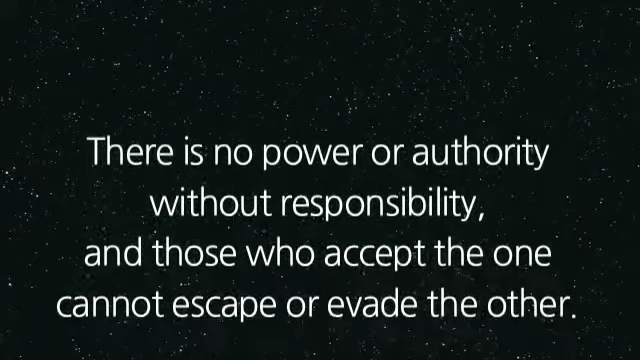 There is no power or authority
without responsibility,
and those who accept the one
cannot escape or evade the other.